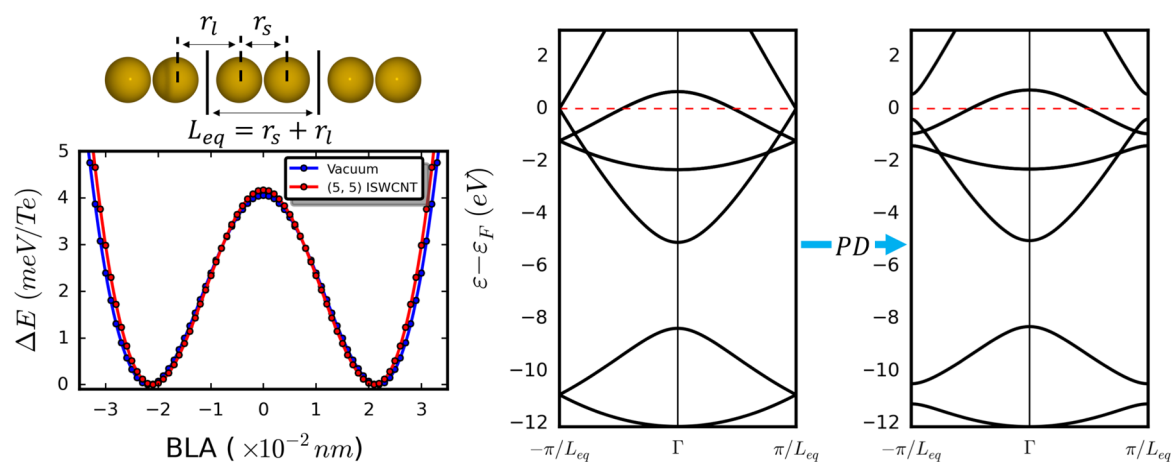 r_l r_s
L_eq = r_s + r_l
ΔE (meV/Te)
5
4
3
2
1
0
Vacuum
(5, 5) ISWCNT
−3 −2 −1 0 1 2 3
BLA (×10⁻² nm)
ε−ε_F (eV)
2
0
−2
−4
−6
−8
−10
−12
−π/L_eq Γ π/L_eq
PD
2
0
−2
−4
−6
−8
−10
−12
−π/L_eq Γ π/L_eq